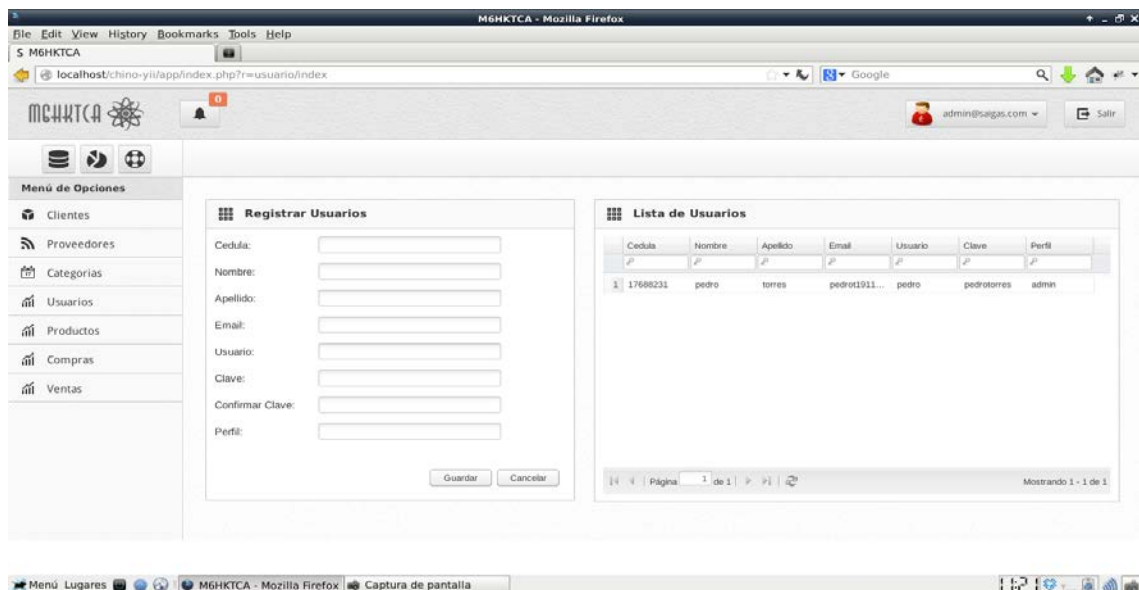 M6HKTCA - Mozilla Firefox
File Edit View History Bookmarks Tools Help
S M6HKTCA
localhost/chino-yii/app/index.php?r=usuario/index
Google
M6HKTCA
0
admin@saigas.com
Salir
Menú de Opciones
Clientes
Proveedores
Categorias
Usuarios
Productos
Compras
Ventas
Registrar Usuarios
Cedula:
Nombre:
Apellido:
Email:
Usuario:
Clave:
Confirmar Clave:
Perfil:
Guardar Cancelar
Lista de Usuarios
Cedula Nombre Apellido Email Usuario Clave Perfil
1 17688231 pedro torres pedrot1911... pedro pedrotorres admin
Página 1 de 1
Mostrando 1 - 1 de 1
Menú Lugares M6HKTCA - Mozilla Firefox Captura de pantalla
11:21